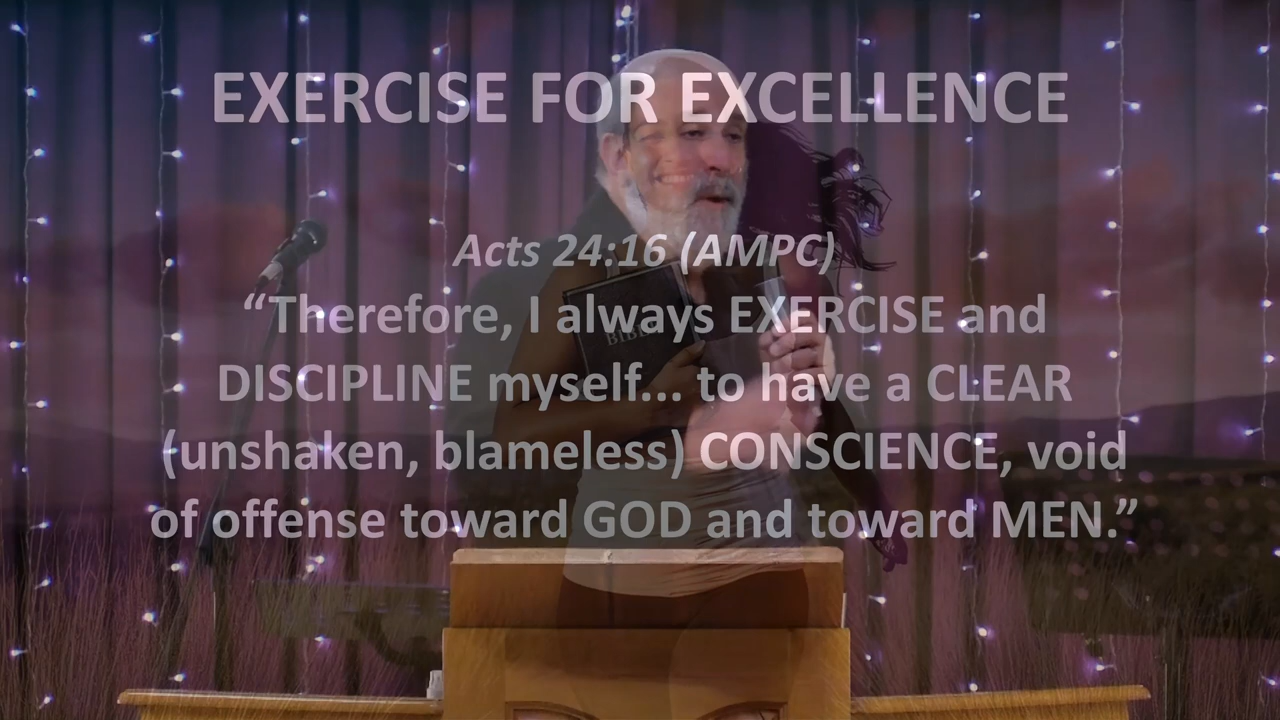 EXERCISE FOR EXCELLENCE
Acts 24:16 (AMPC)
“Therefore, I always EXERCISE and
DISCIPLINE myself... to have a CLEAR
(unshaken, blameless) CONSCIENCE, void
of offense toward GOD and toward MEN.”
BIBLE